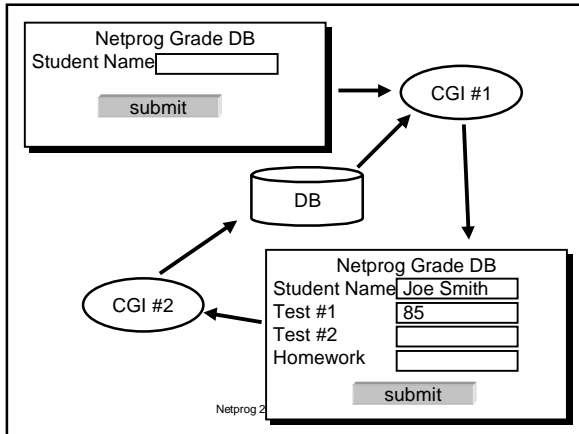 Netprog Grade DB
Student Name
submit
CGI #1
DB
CGI #2
Netprog Grade DB
Student Name Joe Smith
Test #1 85
Test #2
Homework
submit
Netprog 2